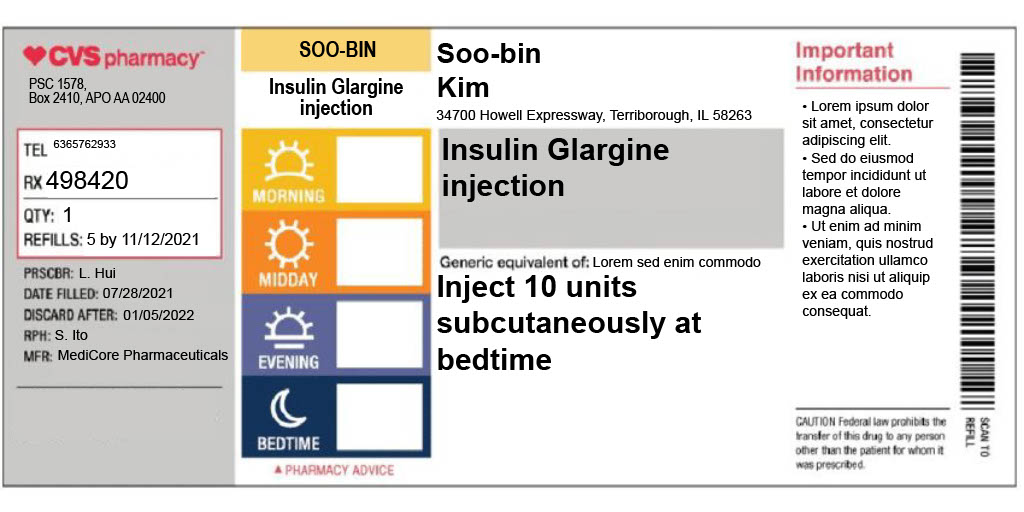 CVS pharmacy
PSC 1578,
Box 2410, APO AA 02400
TEL 6365762933
RX 498420
QTY: 1
REFILLS: 5 by 11/12/2021
PRSCBR: L. Hui
DATE FILLED: 07/28/2021
DISCARD AFTER: 01/05/2022
RPH: S. Ito
MFR: MediCore Pharmaceuticals
SOO-BIN
Insulin Glargine
injection
MORNING
MIDDAY
EVENING
BEDTIME
▲ PHARMACY ADVICE
Soo-bin
Kim
34700 Howell Expressway, Terriborough, IL 58263
Insulin Glargine
injection
Generic equivalent of: Lorem sed enim commodo
Inject 10 units
subcutaneously at
bedtime
Important
Information
• Lorem ipsum dolor
sit amet, consectetur
adipiscing elit.
• Sed do eiusmod
tempor incididunt ut
labore et dolore
magna aliqua.
• Ut enim ad minim
veniam, quis nostrud
exercitation ullamco
laboris nisi ut aliquip
ex ea commodo
consequat.
CAUTION Federal law prohibits the
transfer of this drug to any person
other than the patient for whom it
was prescribed.
SCAN TO
REFILL